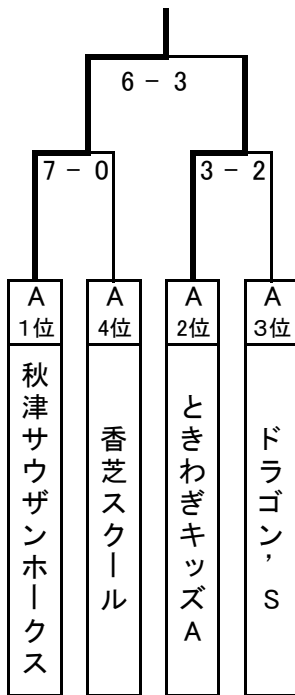 6 - 3
7 - 0
3 - 2
A
1位
A
4位
A
2位
A
3位
秋津サウザンホークス
香芝スクール
ときわぎキッズA
ドラゴン’S